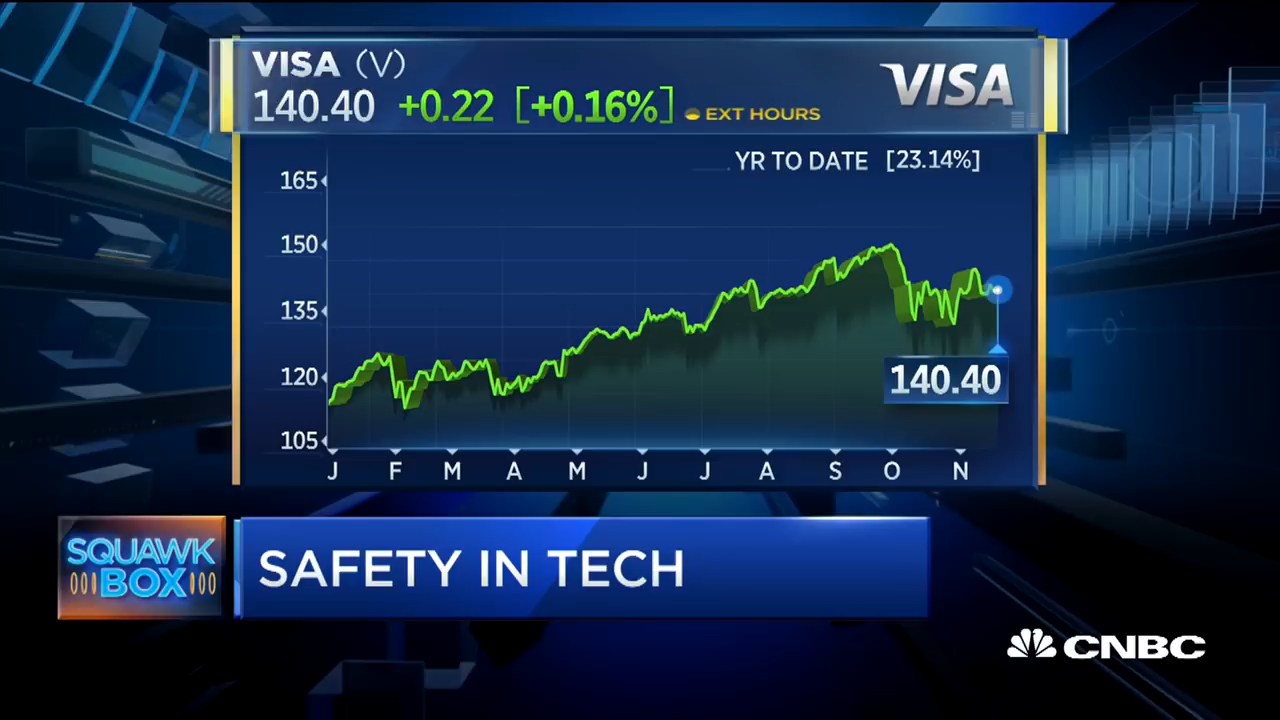 VISA (V)
140.40 +0.22 [+0.16%] EXT HOURS
VISA
YR TO DATE [23.14%]
165
150
135
120
105
J F M A M J J A S O N
140.40
SQUAWK
BOX
SAFETY IN TECH
CNBC